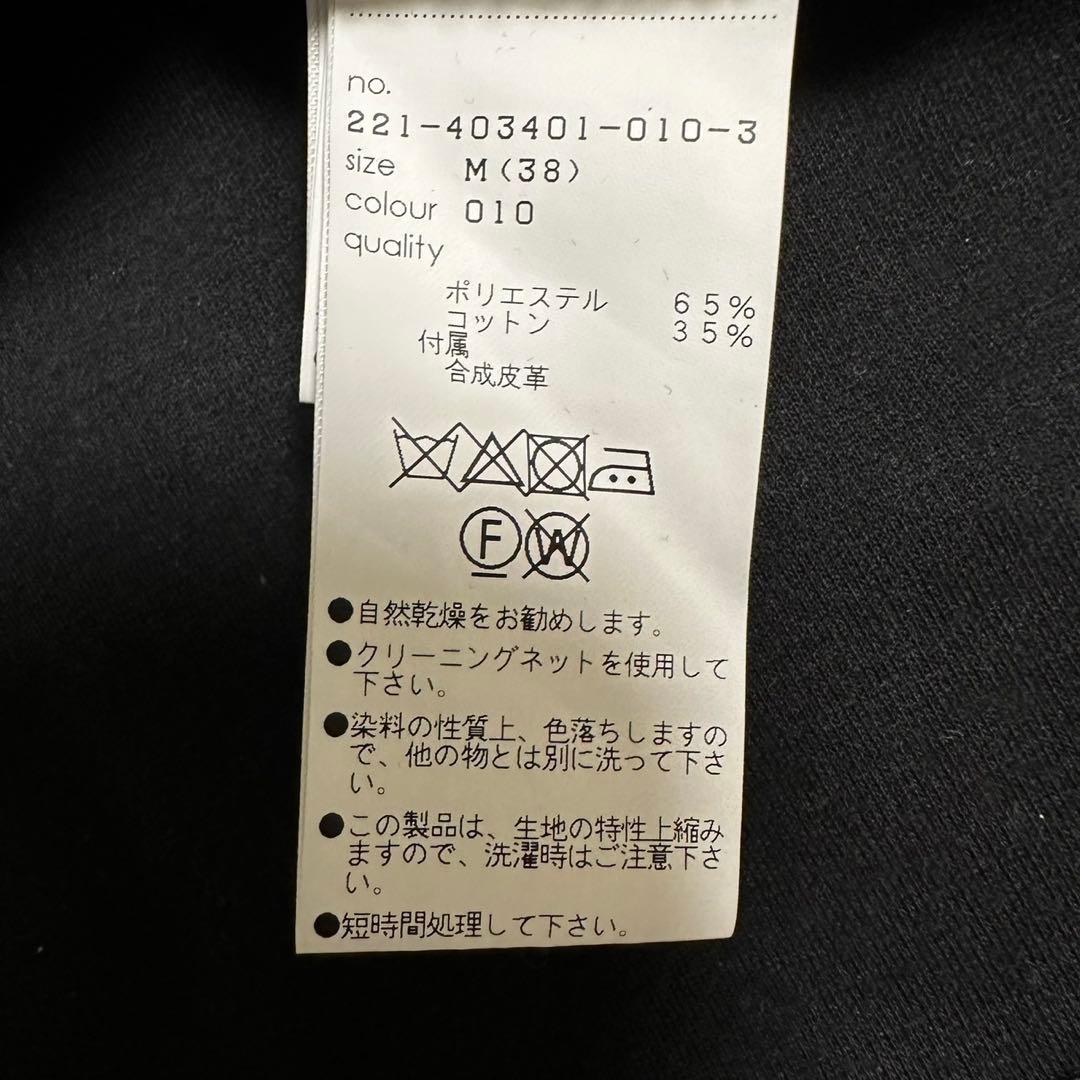 no.
221-403401-010-3
size M(38)
colour 010
quality
ポリエステル 65%
コットン 35%
付属
合成皮革
F W
●自然乾燥をお勧めします。
●クリーニングネットを使用して
下さい。
●染料の性質上、色落ちしますの
で、他の物とは別に洗って下さ
い。
●この製品は、生地の特性上縮み
ますので、洗濯時はご注意下さ
い。
●短時間処理して下さい。